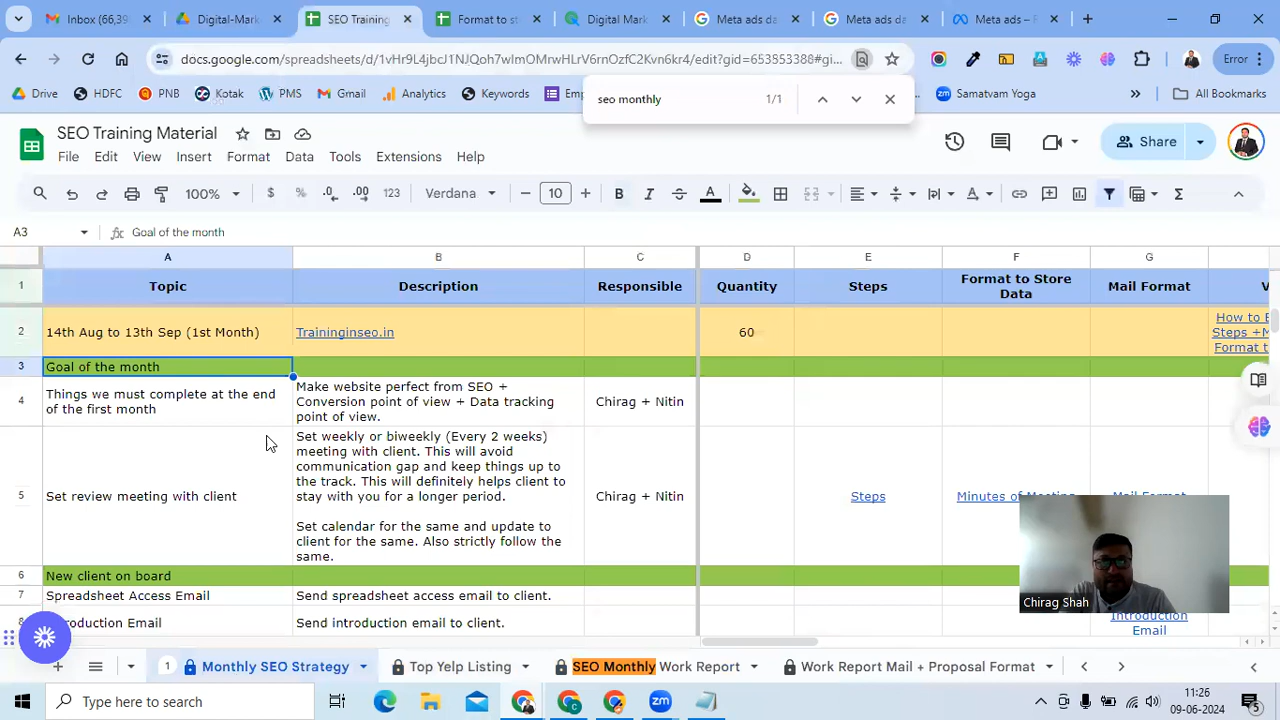 Inbox (66,39
Digital-Mark
SEO Training
Format to st
Digital Mark
Meta ads da
Meta ads da
Meta ads –
docs.google.com/spreadsheets/d/1vHr9L4jbcJ1NJQoh7wImOMrwHLrV6rnOzfC2Kvn6kr4/edit?gid=653853386#gi...
Error
Drive
HDFC
PNB
Kotak
PMS
Gmail
Analytics
Keywords
Emp
Samatvam Yoga
All Bookmarks
seo monthly
1/1
SEO Training Material
File Edit View Insert Format Data Tools Extensions Help
Share
100%
$ % .0 .00 123
Verdana
10
B I A
A3
Goal of the month
A B C D E F G
1 Topic Description Responsible Quantity Steps Format to Store Data Mail Format V
2 14th Aug to 13th Sep (1st Month) Traininginseo.in 60
How to E
Steps +M
Format t
3 Goal of the month
4 Things we must complete at the end
of the first month
Make website perfect from SEO +
Conversion point of view + Data tracking
point of view.
Chirag + Nitin
5 Set review meeting with client
Set weekly or biweekly (Every 2 weeks)
meeting with client. This will avoid
communication gap and keep things up to
the track. This will definitely helps client to
stay with you for a longer period.
Set calendar for the same and update to
client for the same. Also strictly follow the
same.
Chirag + Nitin
Steps
Minutes of Meeting
Mail Format
6 New client on board
7 Spreadsheet Access Email Send spreadsheet access email to client.
8 Introduction Email Send introduction email to client.
Introduction
Email
Chirag Shah
1 Monthly SEO Strategy
Top Yelp Listing
SEO Monthly Work Report
Work Report Mail + Proposal Format
Type here to search
11:26
09-06-2024
5